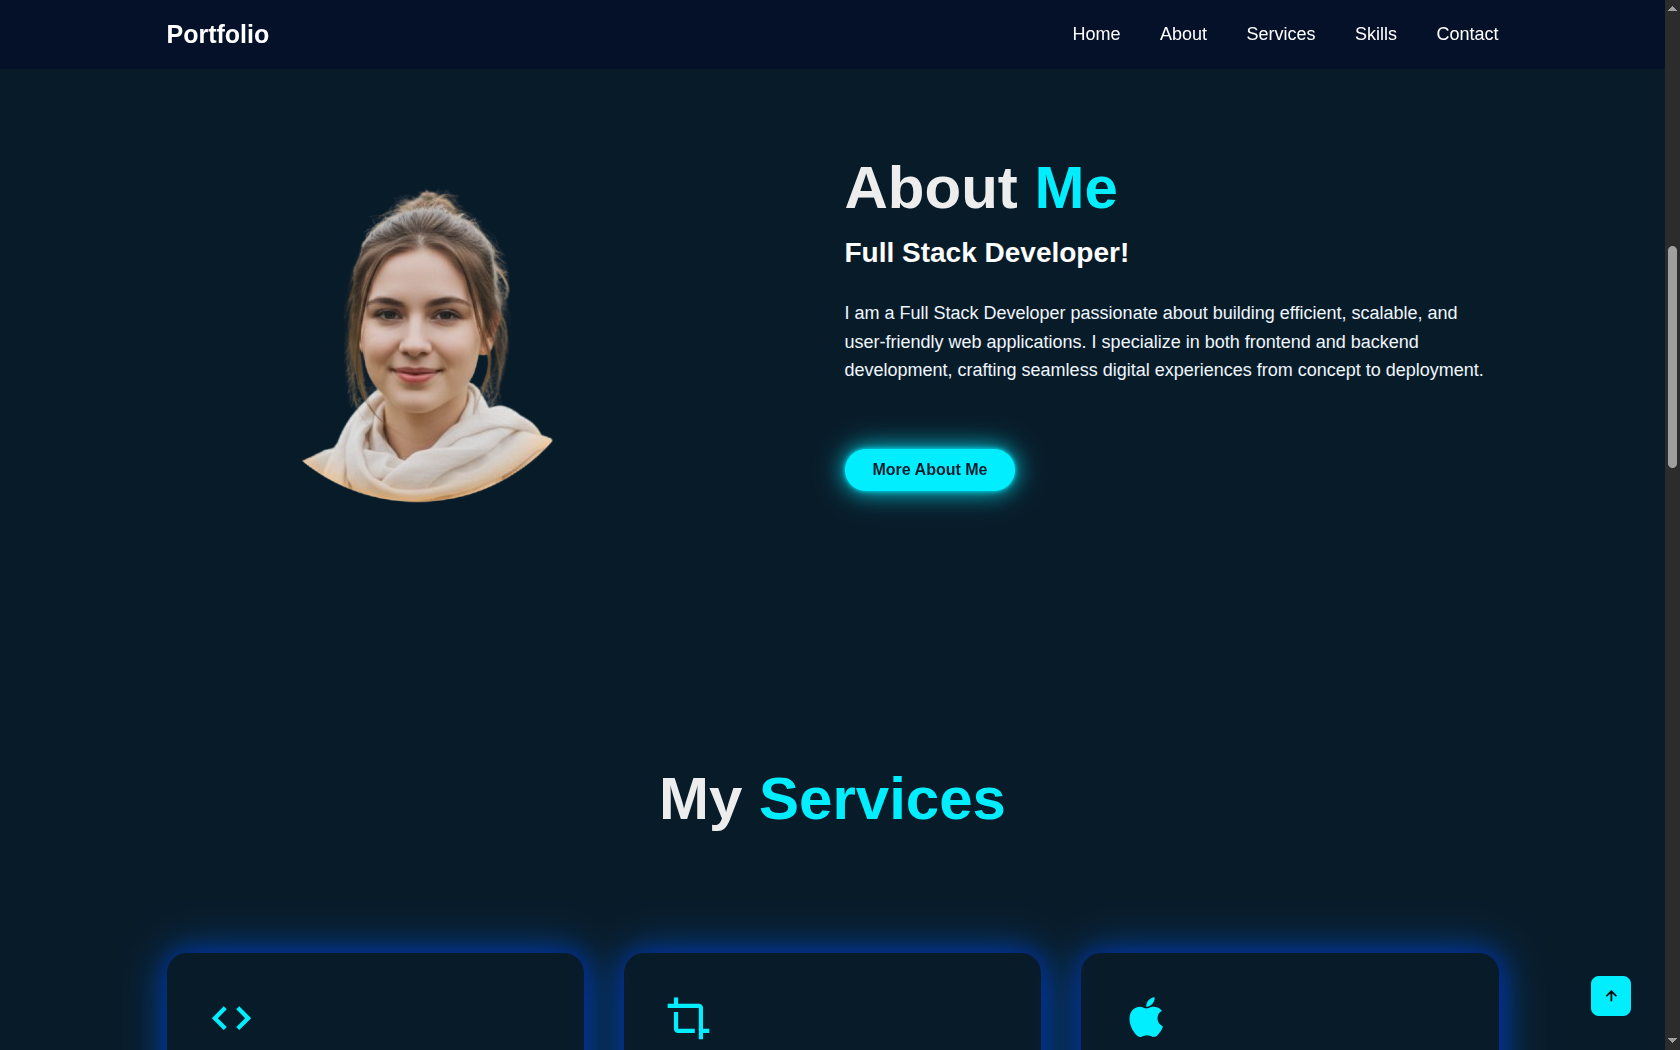 Portfolio
Home About Services Skills Contact
About Me
Full Stack Developer!
I am a Full Stack Developer passionate about building efficient, scalable, and
user-friendly web applications. I specialize in both frontend and backend
development, crafting seamless digital experiences from concept to deployment.
More About Me
My Services